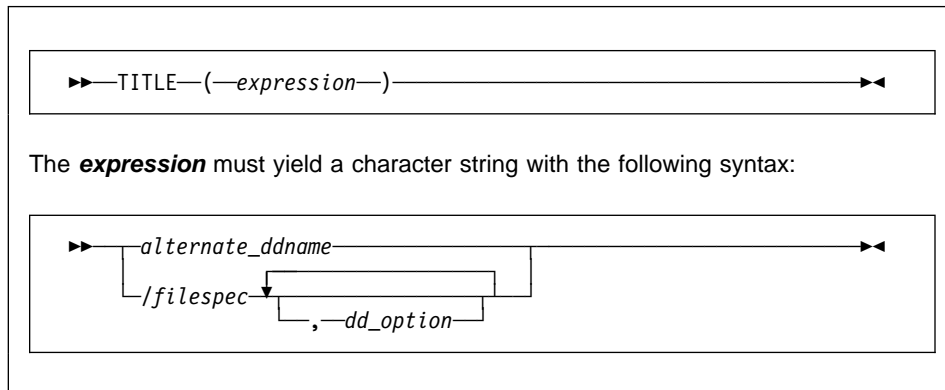 TITLE(expression)
The expression must yield a character string with the following syntax:
alternate_ddname
/filespec
,dd_option